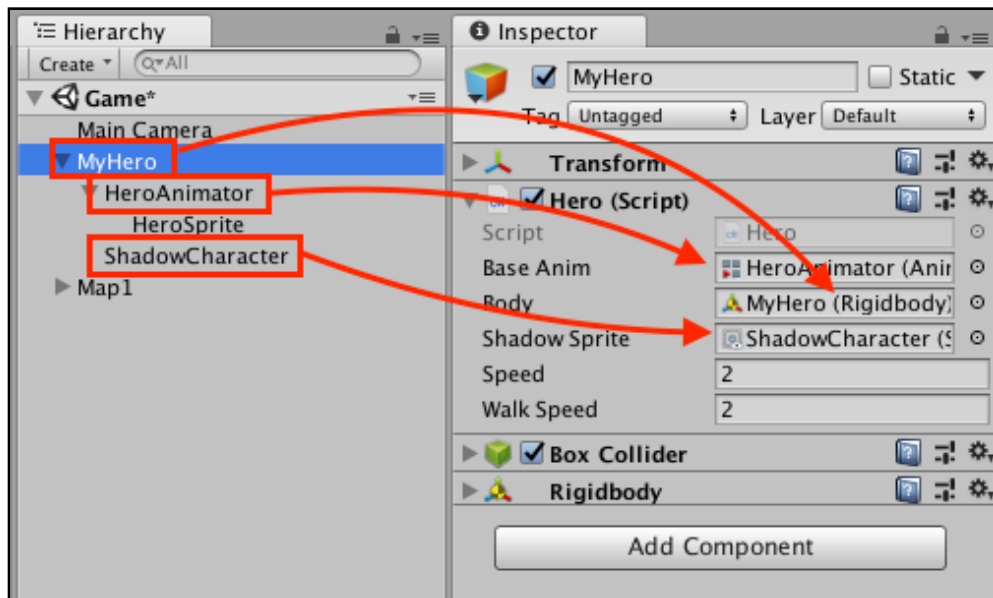 Hierarchy
Create
All
Game*
Main Camera
MyHero
HeroAnimator
HeroSprite
ShadowCharacter
Map1
Inspector
MyHero
Static
Tag Untagged Layer Default
Transform
Hero (Script)
Script Hero
Base Anim HeroAnimator (Anir
Body MyHero (Rigidbody)
Shadow Sprite ShadowCharacter (S
Speed 2
Walk Speed 2
Box Collider
Rigidbody
Add Component